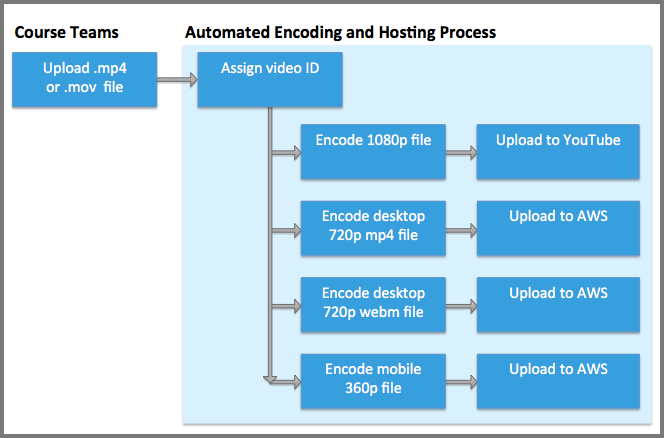 Course Teams
Automated Encoding and Hosting Process
Upload .mp4
or .mov file
Assign video ID
Encode 1080p file
Upload to YouTube
Encode desktop
720p mp4 file
Upload to AWS
Encode desktop
720p webm file
Upload to AWS
Encode mobile
360p file
Upload to AWS